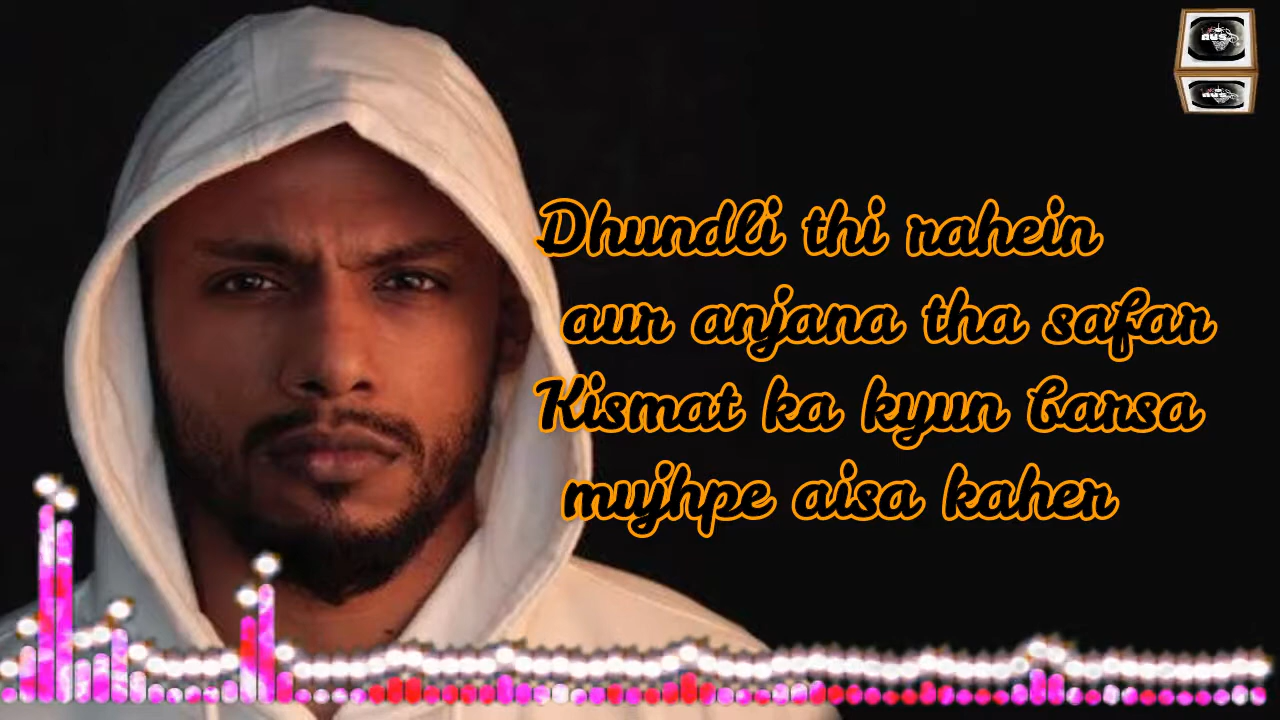 Dhundli thi rahein
aur anjana tha safar
Kismat ka kyun barsa
mujhpe aisa kaher